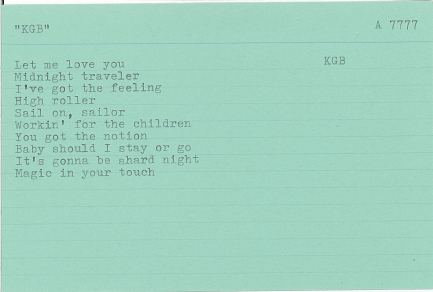 "KGB"
A 7777
Let me love you
KGB
Midnight traveler
I've got the feeling
High roller
Sail on, sailor
Workin' for the children
You got the notion
Baby should I stay or go
It's gonna be ahard night
Magic in your touch